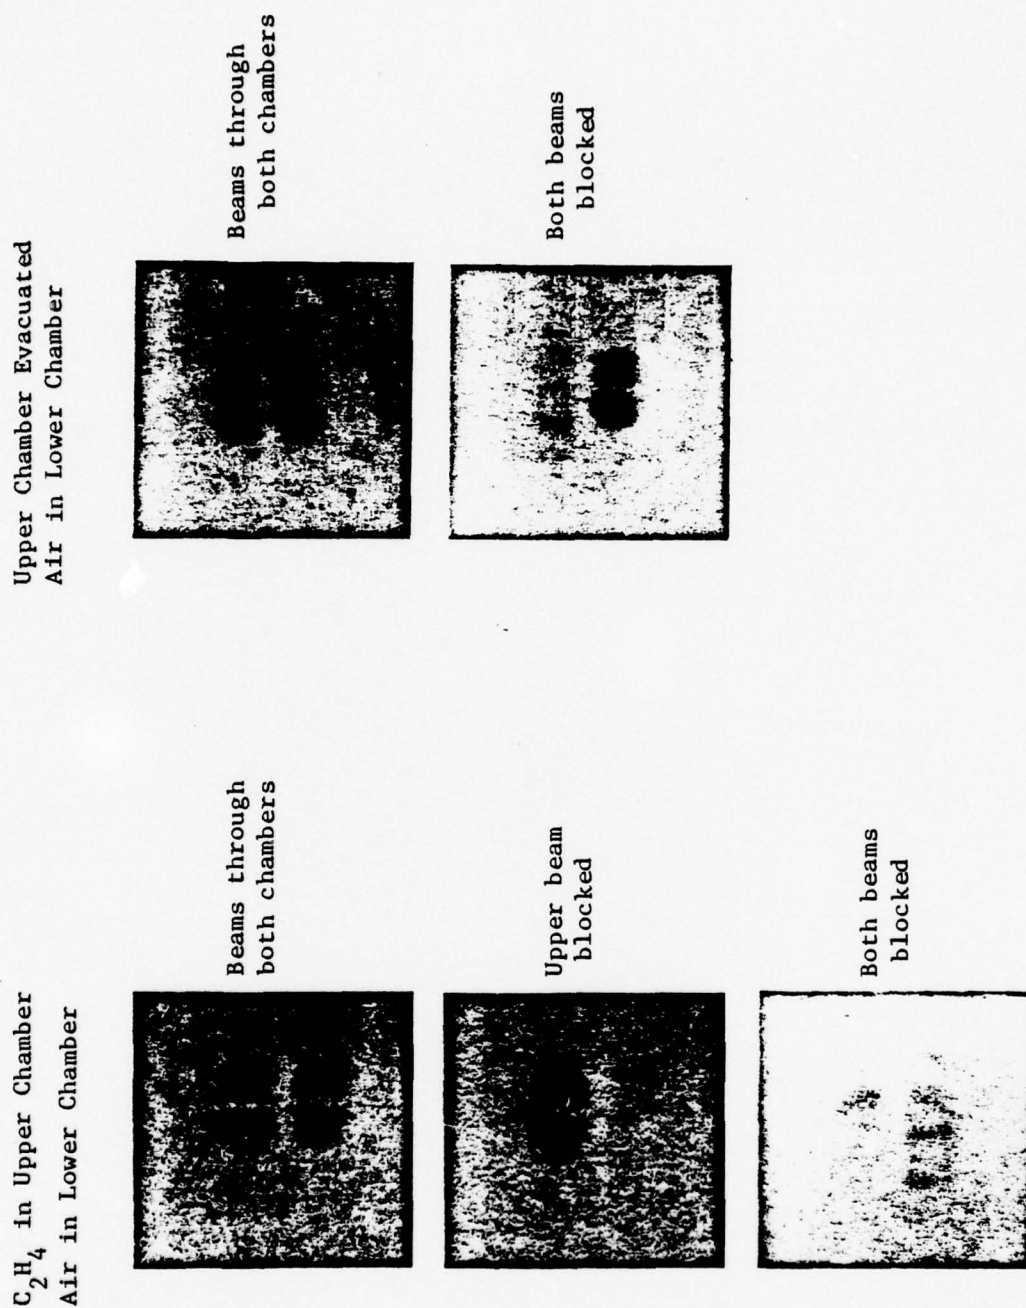 C2H4 in Upper Chamber
Air in Lower Chamber
Beams through
both chambers
Upper beam
blocked
Both beams
blocked
Upper Chamber Evacuated
Air in Lower Chamber
Beams through
both chambers
Both beams
blocked